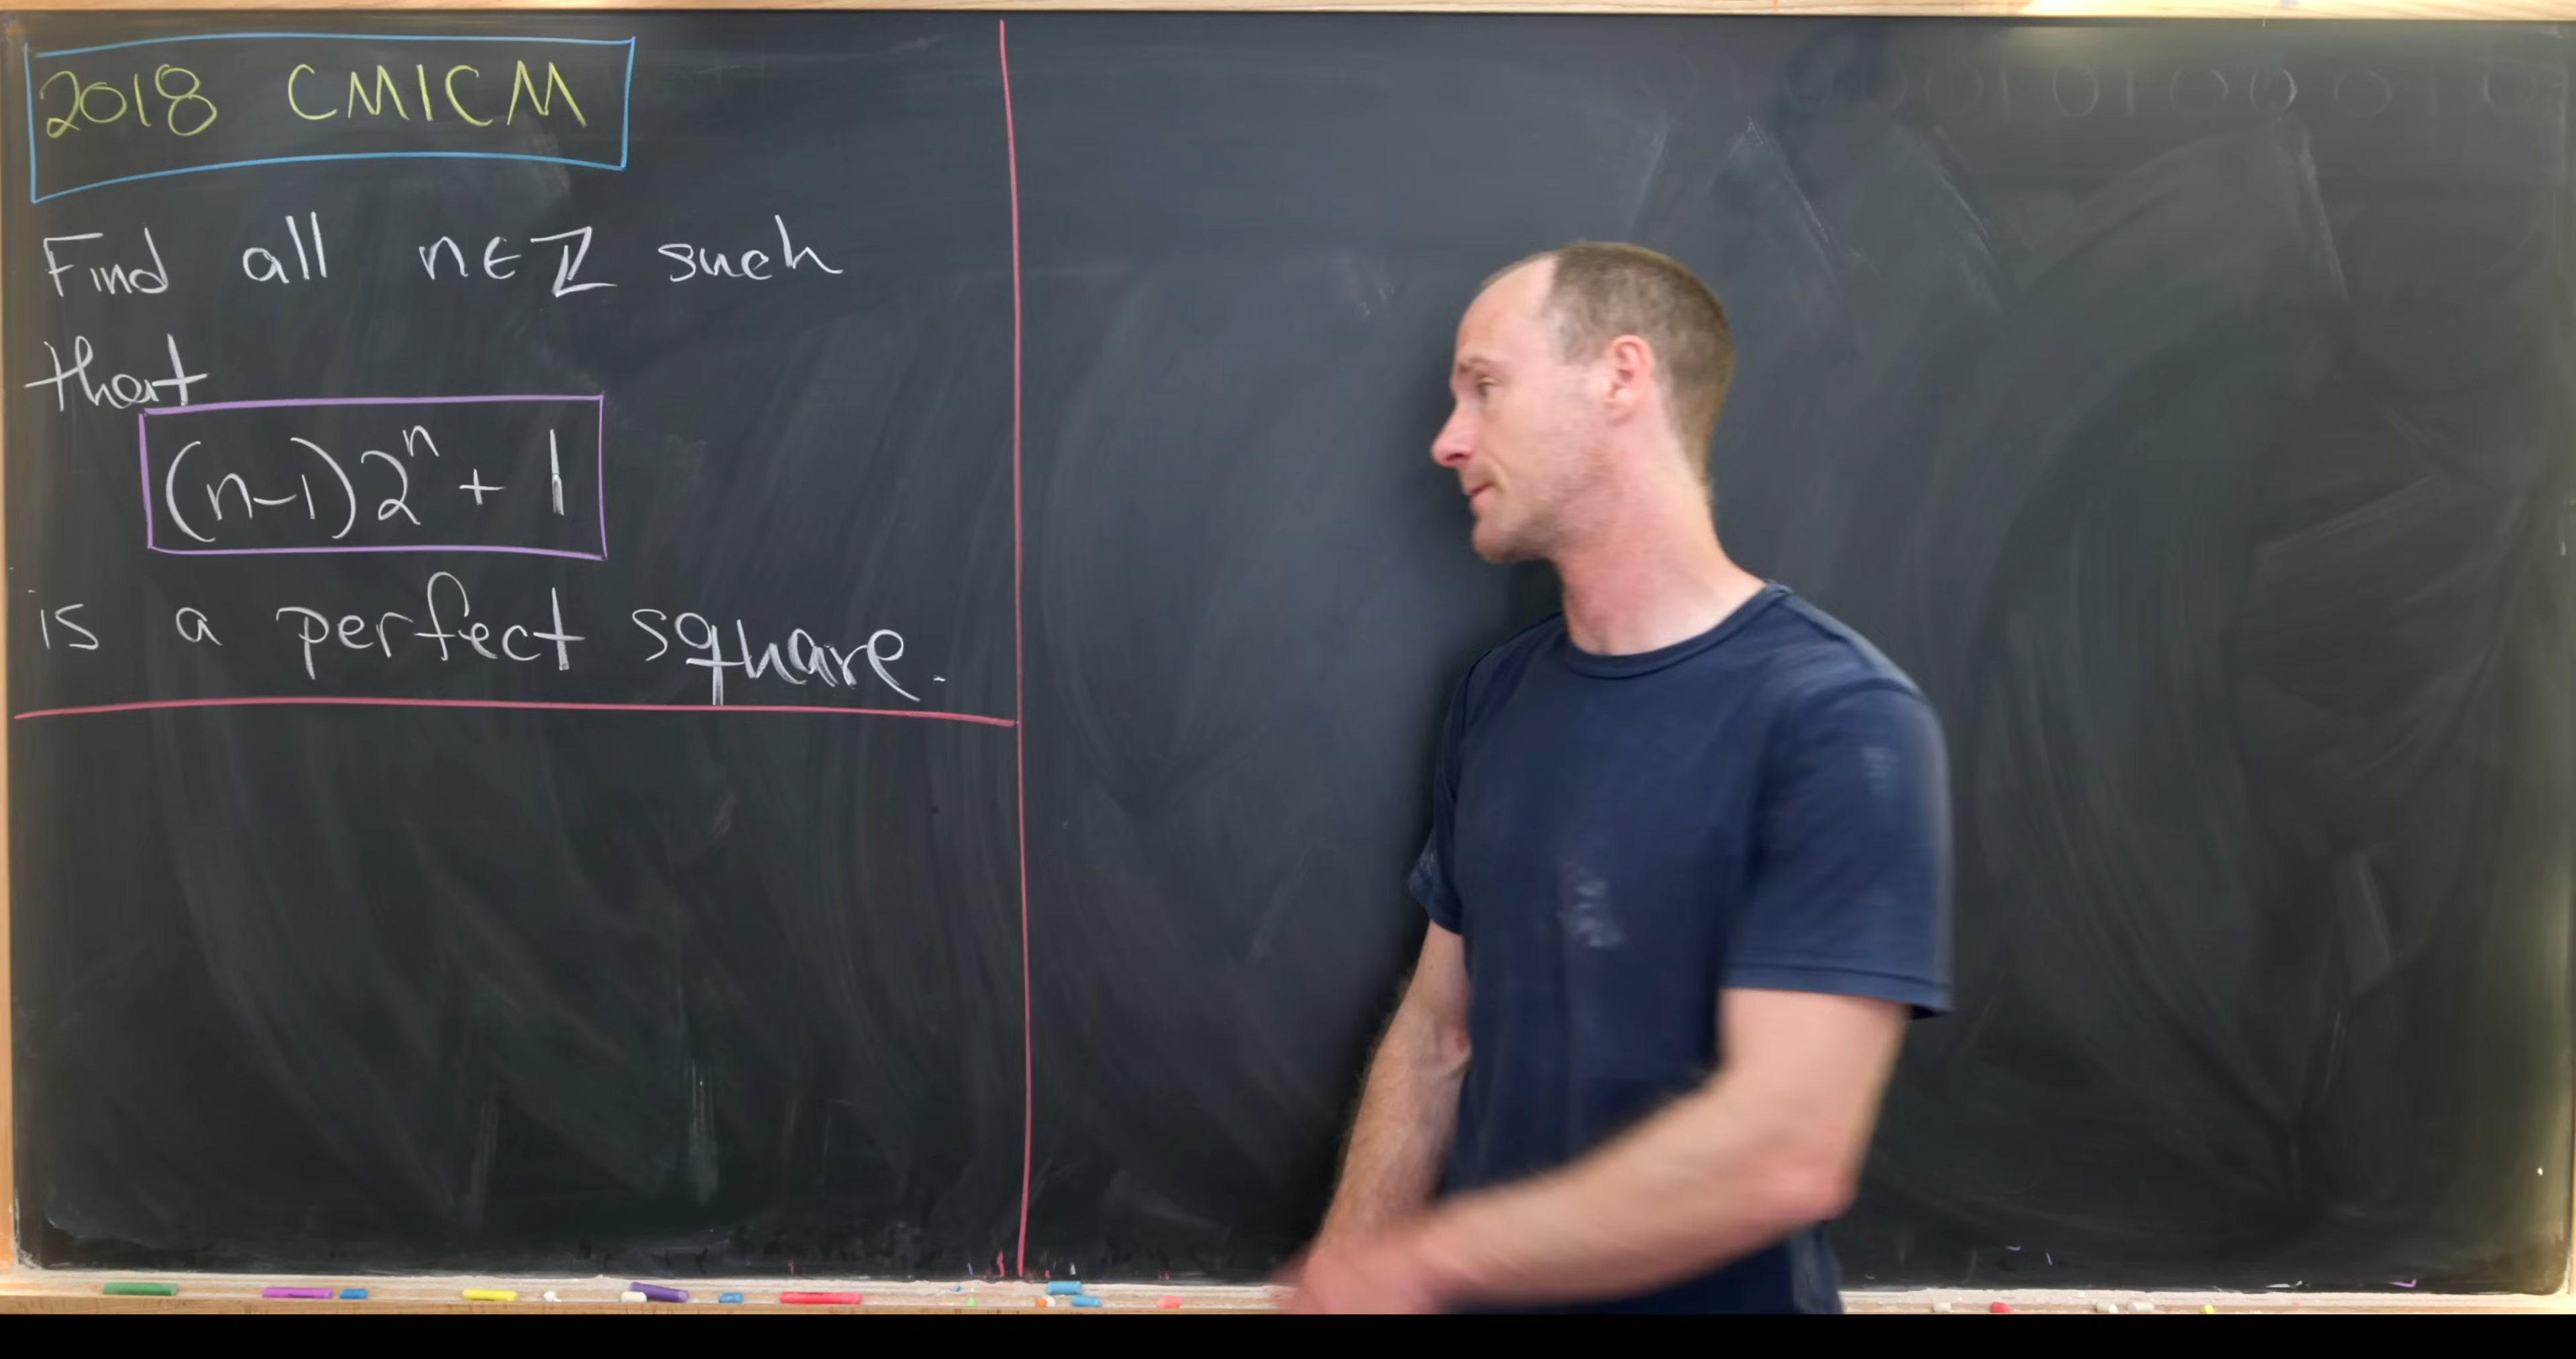 2018 CMICM
Find all n∈ℤ such
that
(n-1)2ⁿ + 1
is a perfect square.